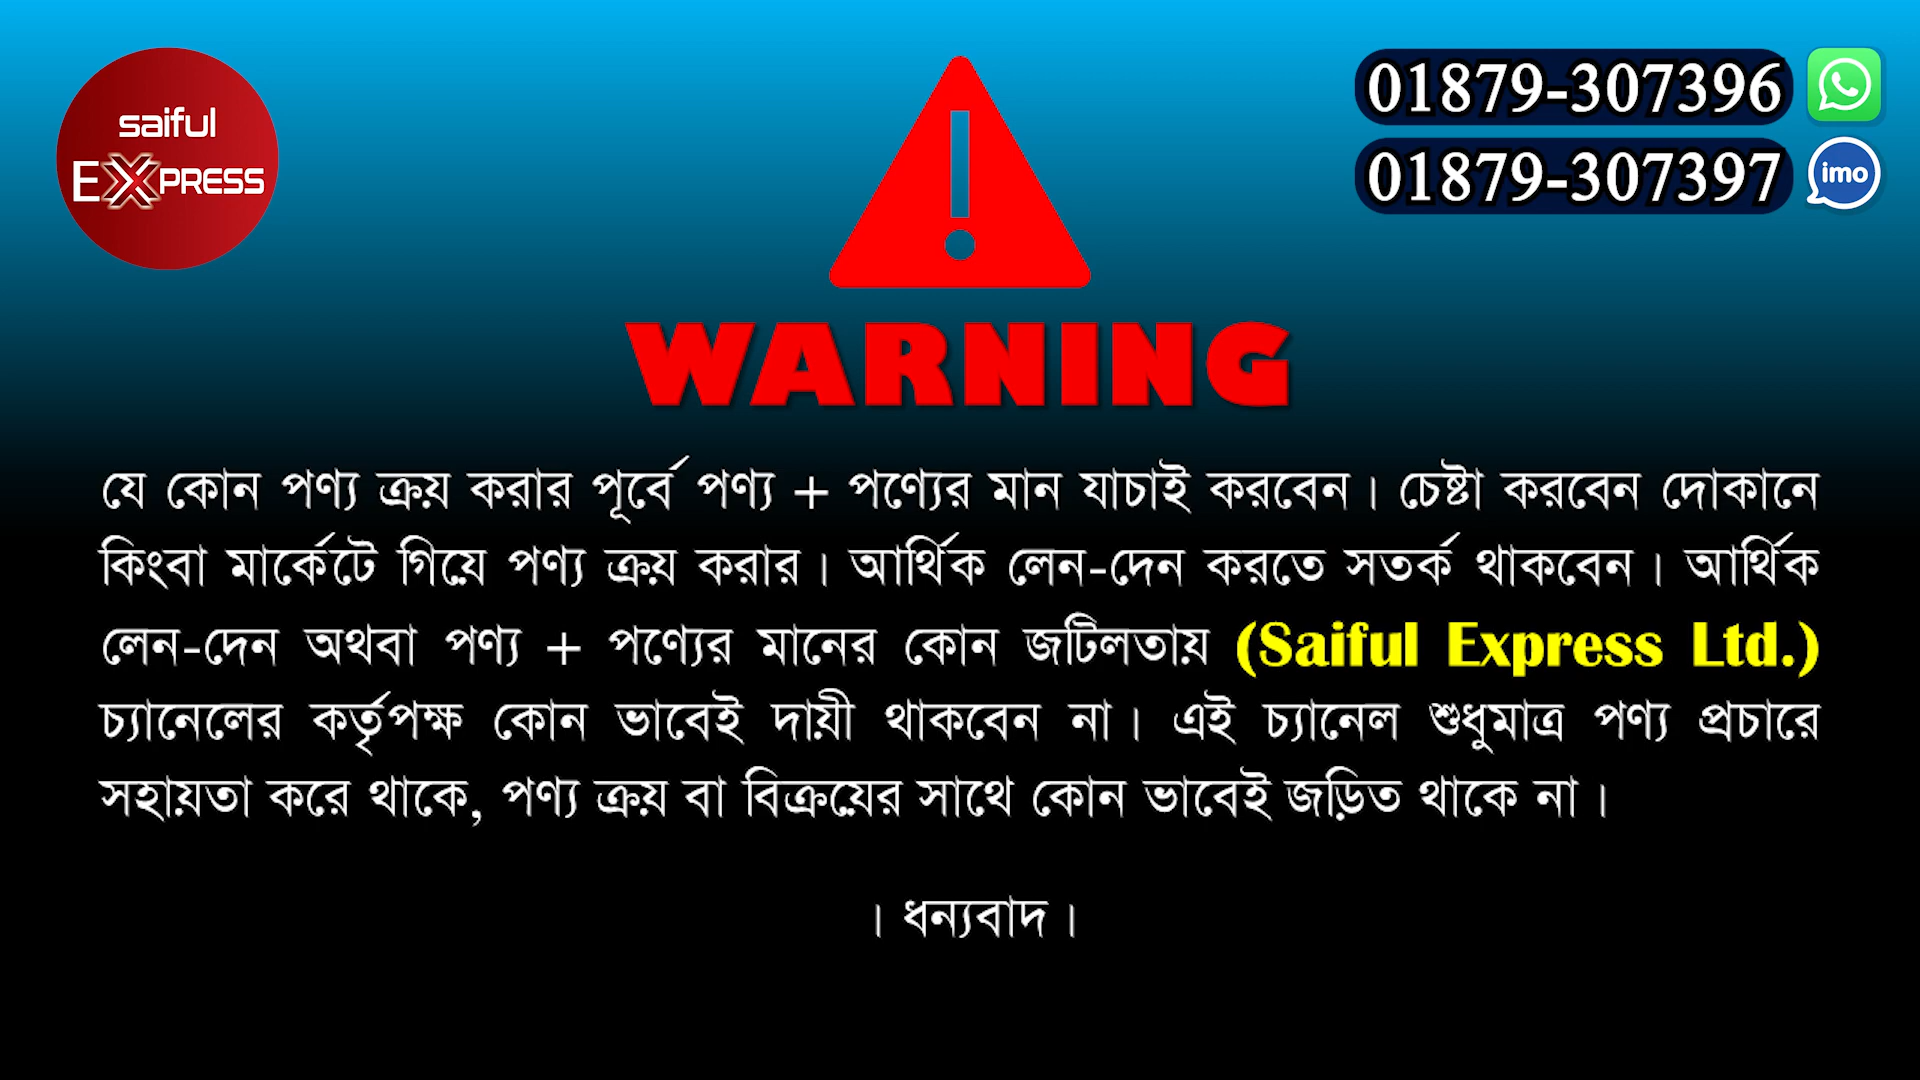 saiful
EXPRESS
01879-307396
01879-307397
imo
WARNING
যে কোন পণ্য ক্রয় করার পূর্বে পণ্য + পণ্যের মান যাচাই করবেন। চেষ্টা করবেন দোকানে
কিংবা মার্কেটে গিয়ে পণ্য ক্রয় করার। আর্থিক লেন-দেন করতে সতর্ক থাকবেন। আর্থিক
লেন-দেন অথবা পণ্য + পণ্যের মানের কোন জটিলতায় (Saiful Express Ltd.)
চ্যানেলের কর্তৃপক্ষ কোন ভাবেই দায়ী থাকবেন না। এই চ্যানেল শুধুমাত্র পণ্য প্রচারে
সহায়তা করে থাকে, পণ্য ক্রয় বা বিক্রয়ের সাথে কোন ভাবেই জড়িত থাকে না।
। ধন্যবাদ।